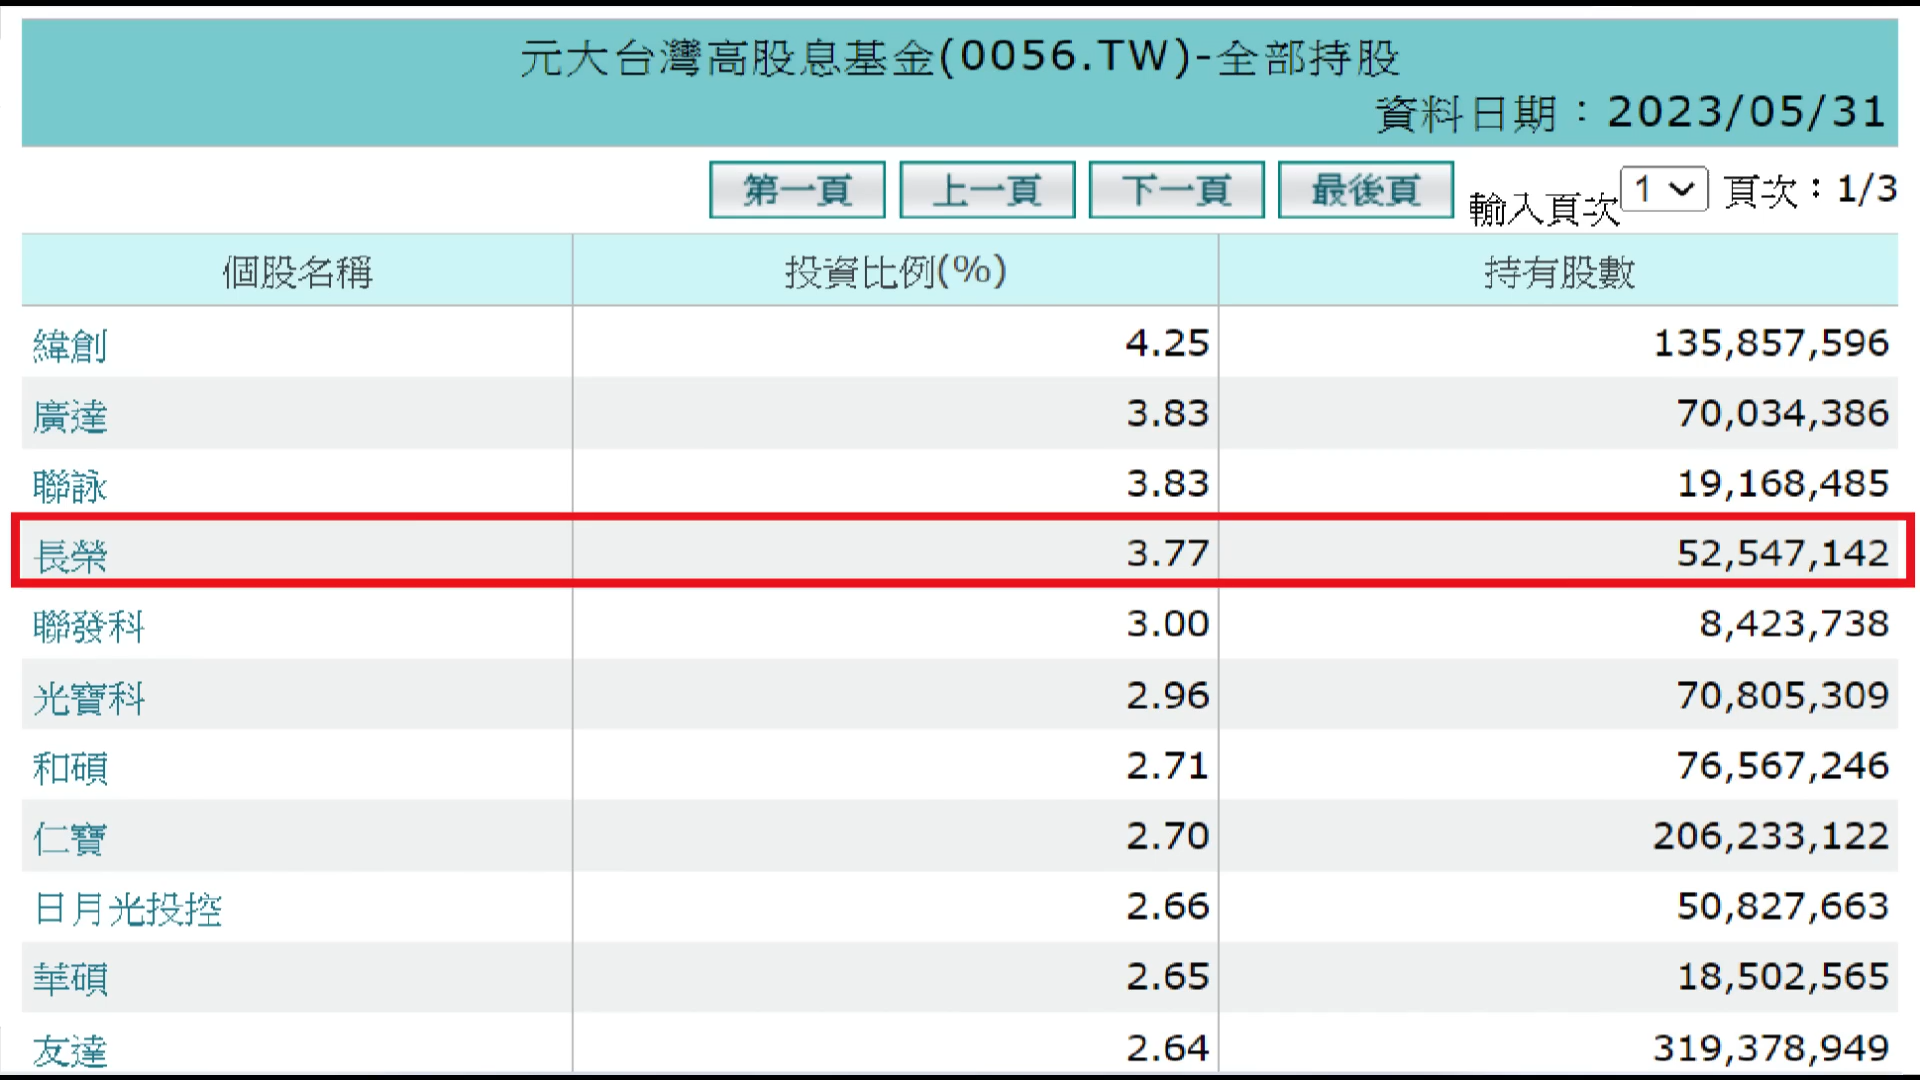 元大台灣高股息基金(0056.TW)-全部持股
資料日期：2023/05/31
第一頁 上一頁 下一頁 最後頁 輸入頁次 1 頁次：1/3
個股名稱 投資比例(%) 持有股數
緯創 4.25 135,857,596
廣達 3.83 70,034,386
聯詠 3.83 19,168,485
長榮 3.77 52,547,142
聯發科 3.00 8,423,738
光寶科 2.96 70,805,309
和碩 2.71 76,567,246
仁寶 2.70 206,233,122
日月光投控 2.66 50,827,663
華碩 2.65 18,502,565
友達 2.64 319,378,949